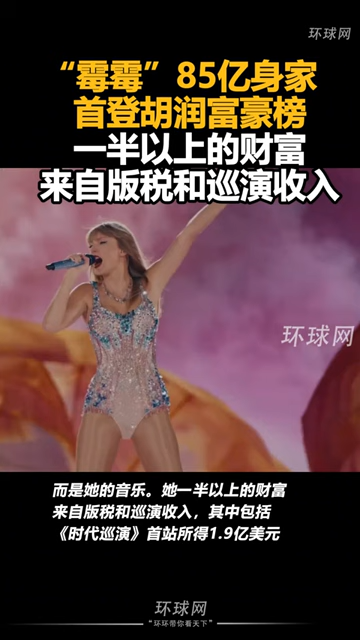 环球网
“霉霉”85亿身家
首登胡润富豪榜
一半以上的财富
来自版税和巡演收入
环球网
而是她的音乐。她一半以上的财富
来自版税和巡演收入，其中包括
《时代巡演》首站所得1.9亿美元
环球网
“环环带你看天下”